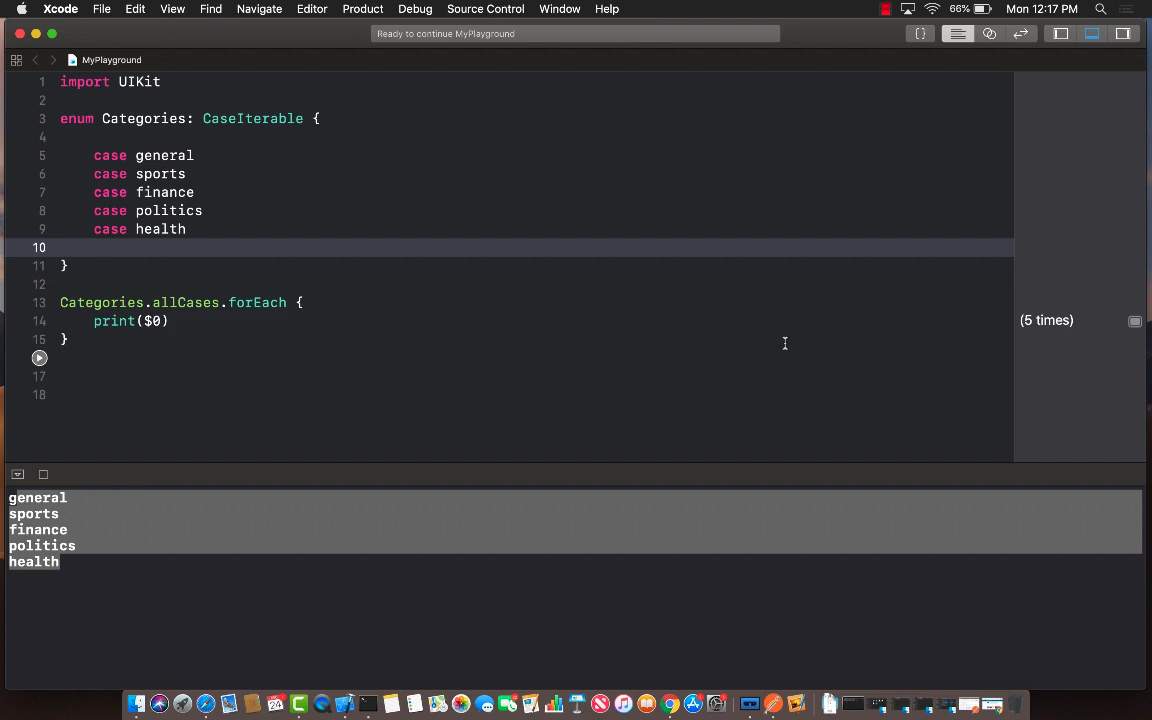 Xcode File Edit View Find Navigate Editor Product Debug Source Control Window Help 66% Mon 12:17 PM
Ready to continue MyPlayground
MyPlayground
1 import UIKit
2
3 enum Categories: CaseIterable {
4
5 case general
6 case sports
7 case finance
8 case politics
9 case health
10
11 }
12
13 Categories.allCases.forEach {
14 print($0)
(5 times)
15 }
17
18
general
sports
finance
politics
health